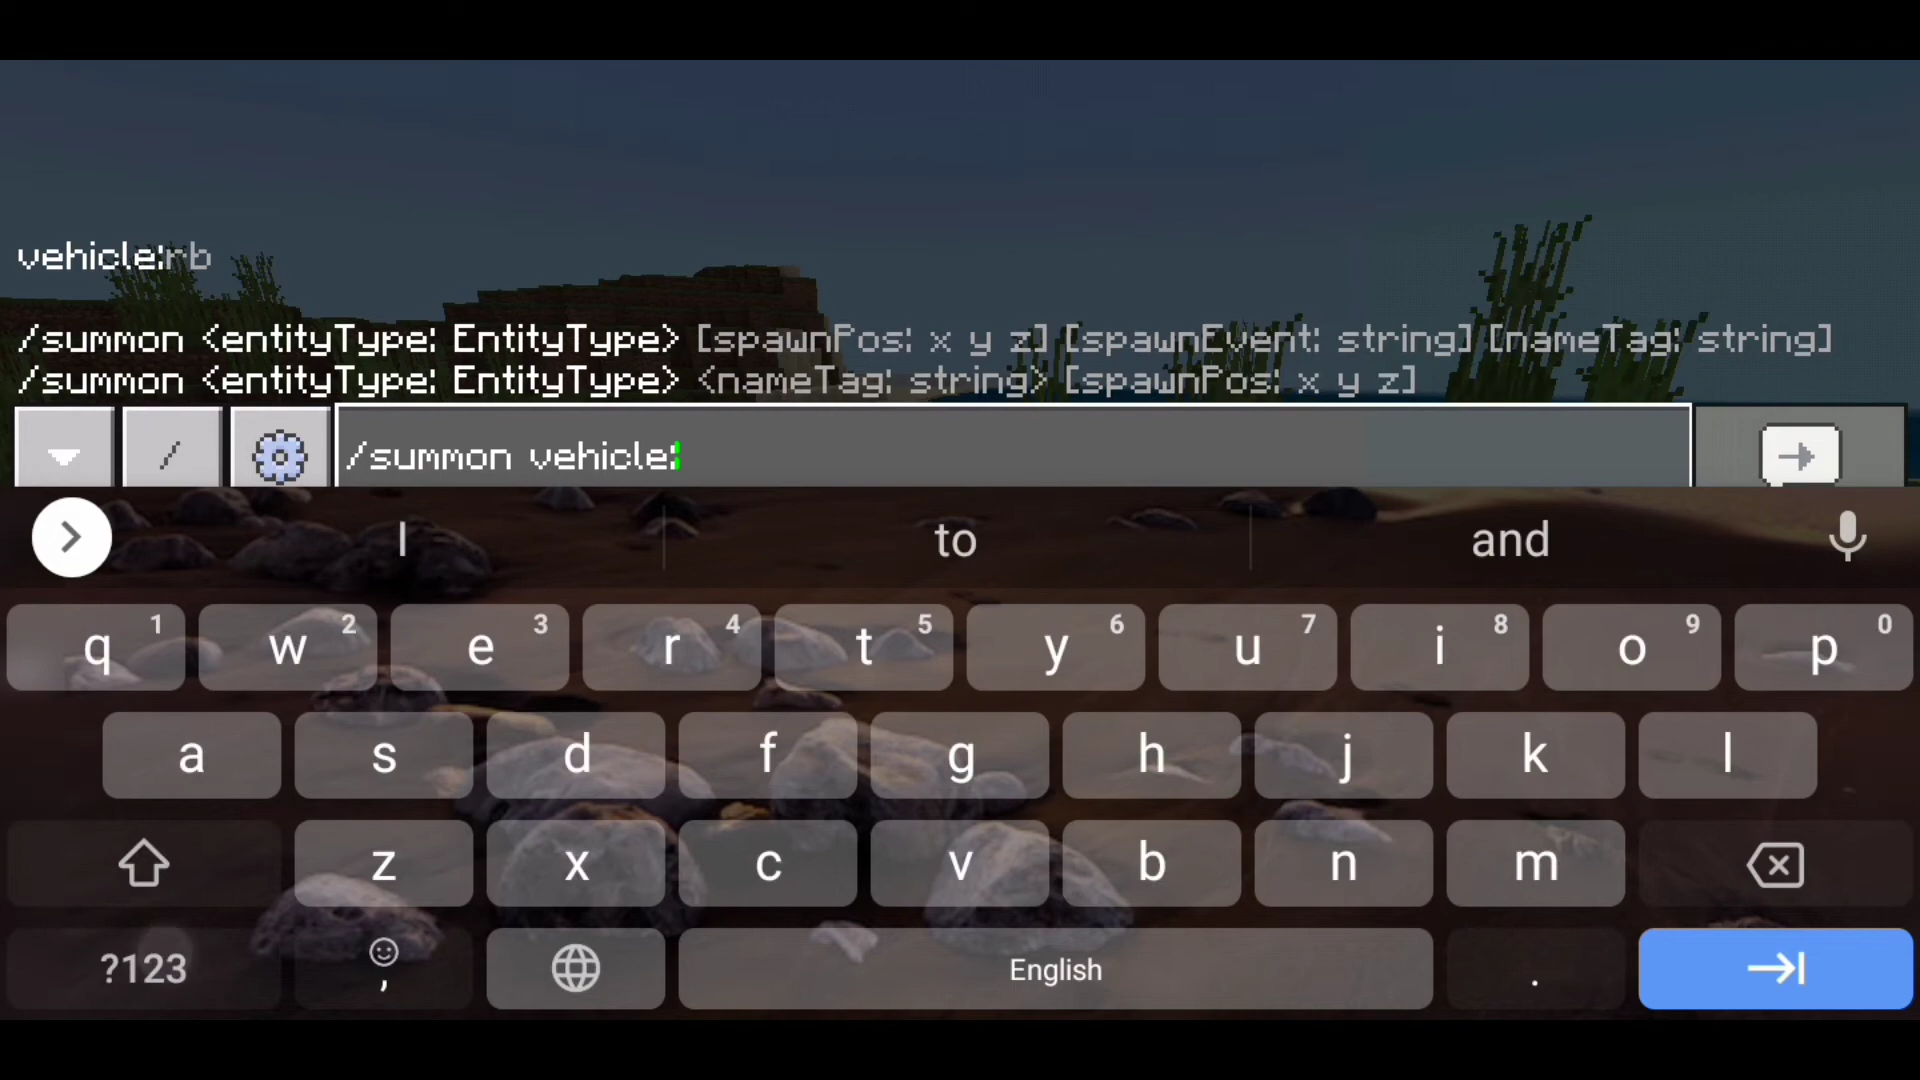 vehicle:rb
/summon <entityType: EntityType> [spawnPos: x y z] [spawnEvent: string] [nameTag: string]
/summon <entityType: EntityType> <nameTag: string> [spawnPos: x y z]
/ /summon vehicle:
I to and
q 1 w 2 e 3 r 4 t 5 y 6 u 7 i 8 o 9 p 0
a s d f g h j k l
z x c v b n m
?123 , English .